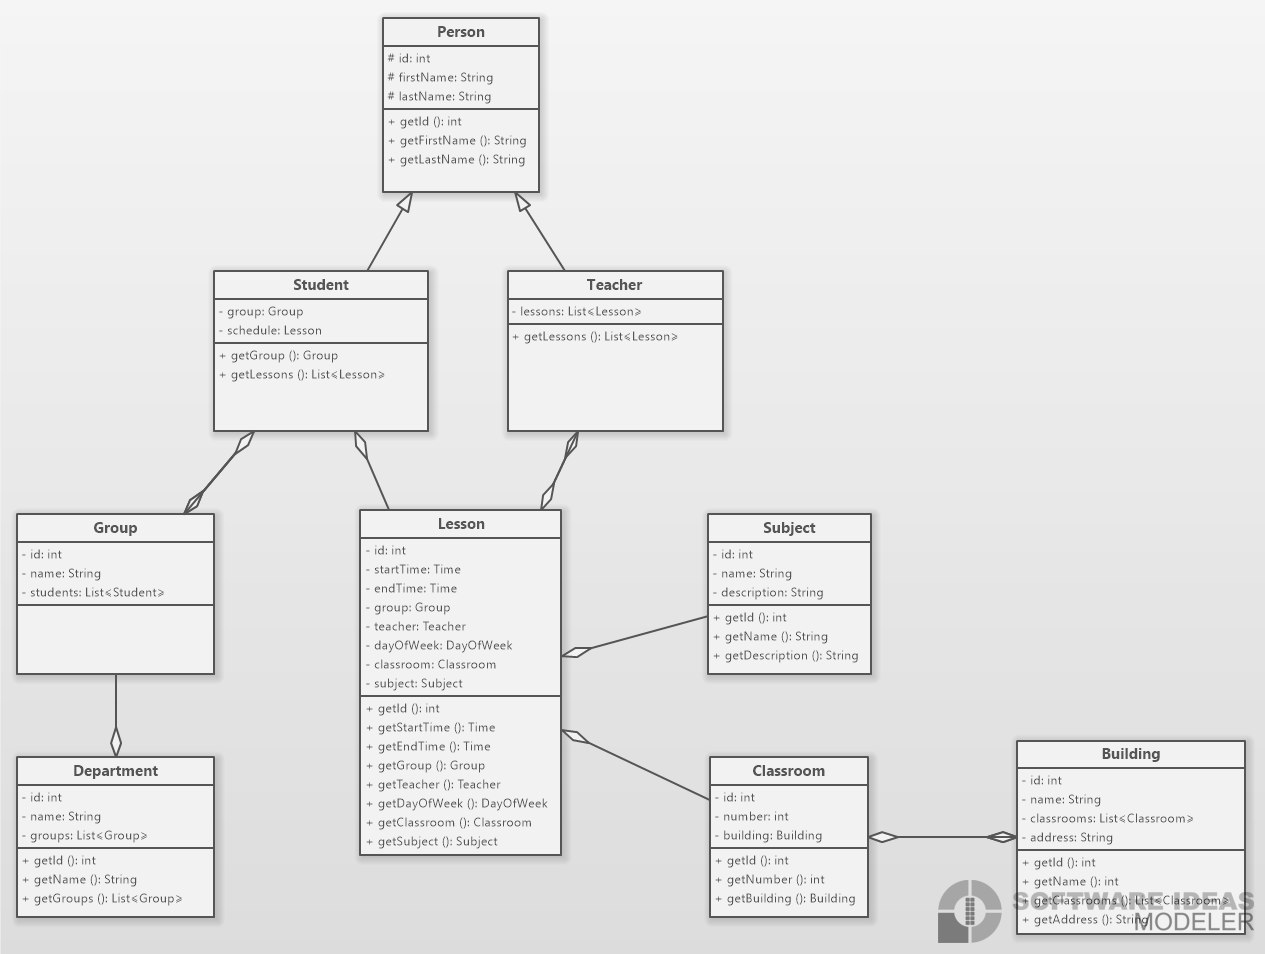 Person
# id: int
# firstName: String
# lastName: String
+ getId (): int
+ getFirstName (): String
+ getLastName (): String
Student
- group: Group
- schedule: Lesson
+ getGroup (): Group
+ getLessons (): List<Lesson>
Teacher
- lessons: List<Lesson>
+ getLessons (): List<Lesson>
Group
- id: int
- name: String
- students: List<Student>
Lesson
- id: int
- startTime: Time
- endTime: Time
- group: Group
- teacher: Teacher
- dayOfWeek: DayOfWeek
- classroom: Classroom
- subject: Subject
+ getId (): int
+ getStartTime (): Time
+ getEndTime (): Time
+ getGroup (): Group
+ getTeacher (): Teacher
+ getDayOfWeek (): DayOfWeek
+ getClassroom (): Classroom
+ getSubject (): Subject
Subject
- id: int
- name: String
- description: String
+ getId (): int
+ getName (): String
+ getDescription (): String
Department
- id: int
- name: String
- groups: List<Group>
+ getId (): int
+ getName (): String
+ getGroups (): List<Group>
Classroom
- id: int
- number: int
- building: Building
+ getId (): int
+ getNumber (): int
+ getBuilding (): Building
Building
- id: int
- name: String
- classrooms: List<Classroom>
- address: String
+ getId (): int
+ getName (): int
+ getClassrooms (): List<Classroom>
+ getAddress (): String
SOFTWARE IDEAS
MODELER